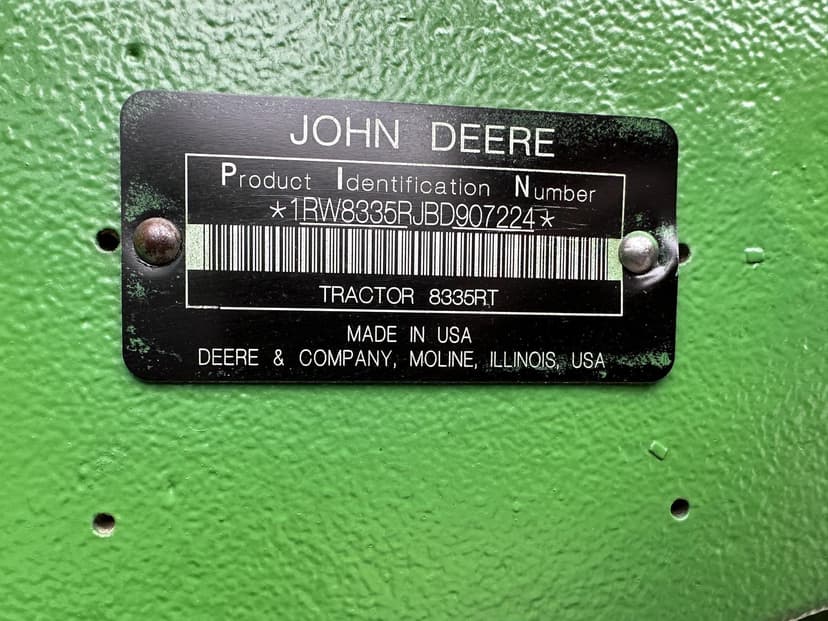 JOHN DEERE
Product Identification Number
*1RW8335RJBD907224*
TRACTOR 8335RT
MADE IN USA
DEERE & COMPANY, MOLINE, ILLINOIS, USA